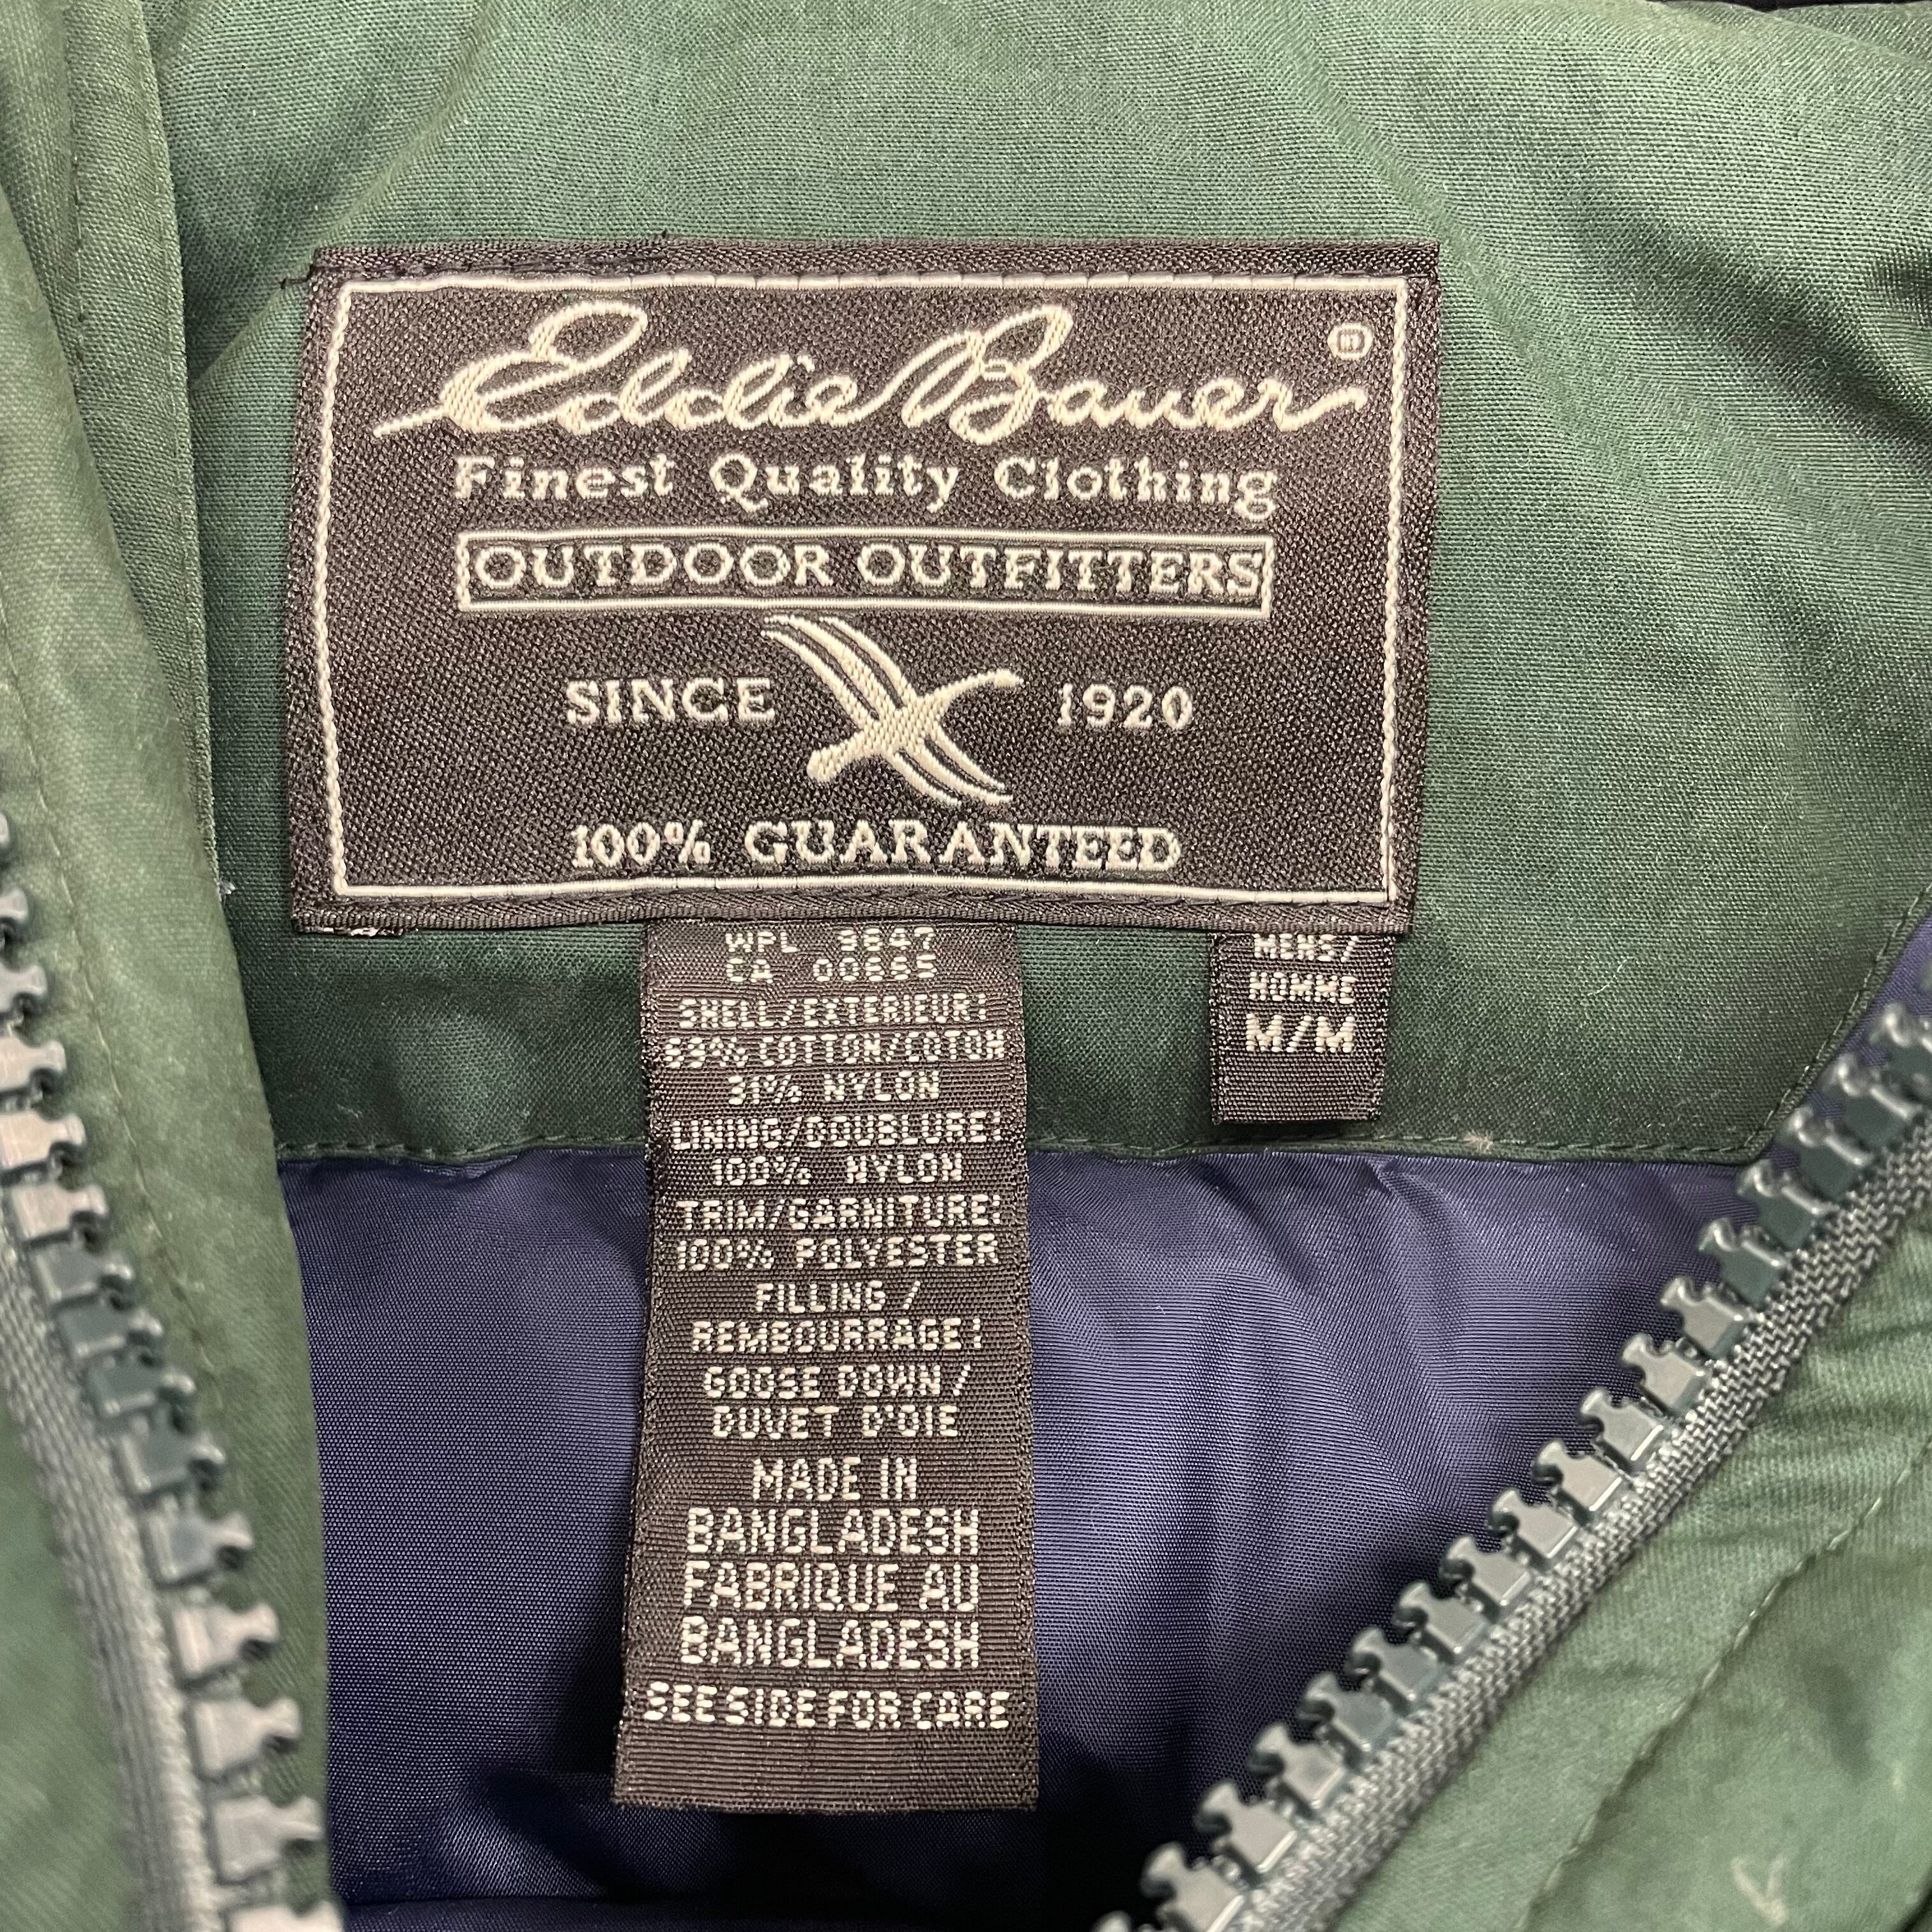 Eddie Bauer ®
Finest Quality Clothing
OUTDOOR OUTFITTERS
SINCE 1920
100% GUARANTEED
WPL 9847
CA 00665
SHELL/EXTERIEUR:
69% COTTON/COTON
31% NYLON
LINING/DOUBLURE:
100% NYLON
TRIM/GARNITURE:
100% POLYESTER
FILLING /
REMBOURRAGE:
GOOSE DOWN /
DUVET D'OIE
MADE IN
BANGLADESH
FABRIQUE AU
BANGLADESH
SEE SIDE FOR CARE
MENS/
HOMME
M/M